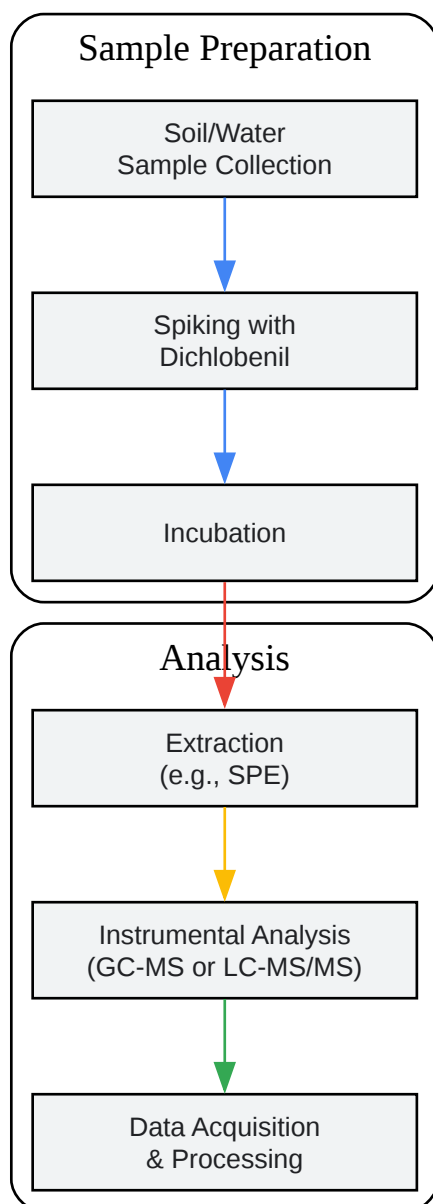 Sample Preparation
Soil/Water
Sample Collection
Spiking with
Dichlobenil
Incubation
Analysis
Extraction
(e.g., SPE)
Instrumental Analysis
(GC-MS or LC-MS/MS)
Data Acquisition
& Processing